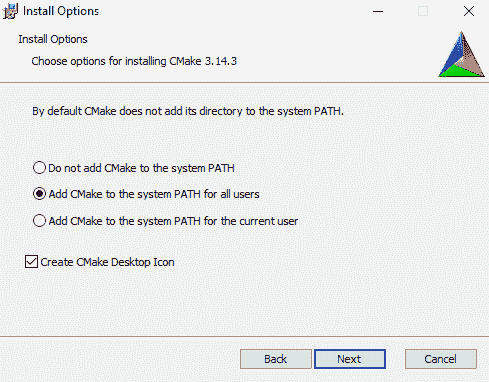 Install Options
Install Options
Choose options for installing CMake 3.14.3
By default CMake does not add its directory to the system PATH.
Do not add CMake to the system PATH
Add CMake to the system PATH for all users
Add CMake to the system PATH for the current user
Create CMake Desktop Icon
Back Next Cancel